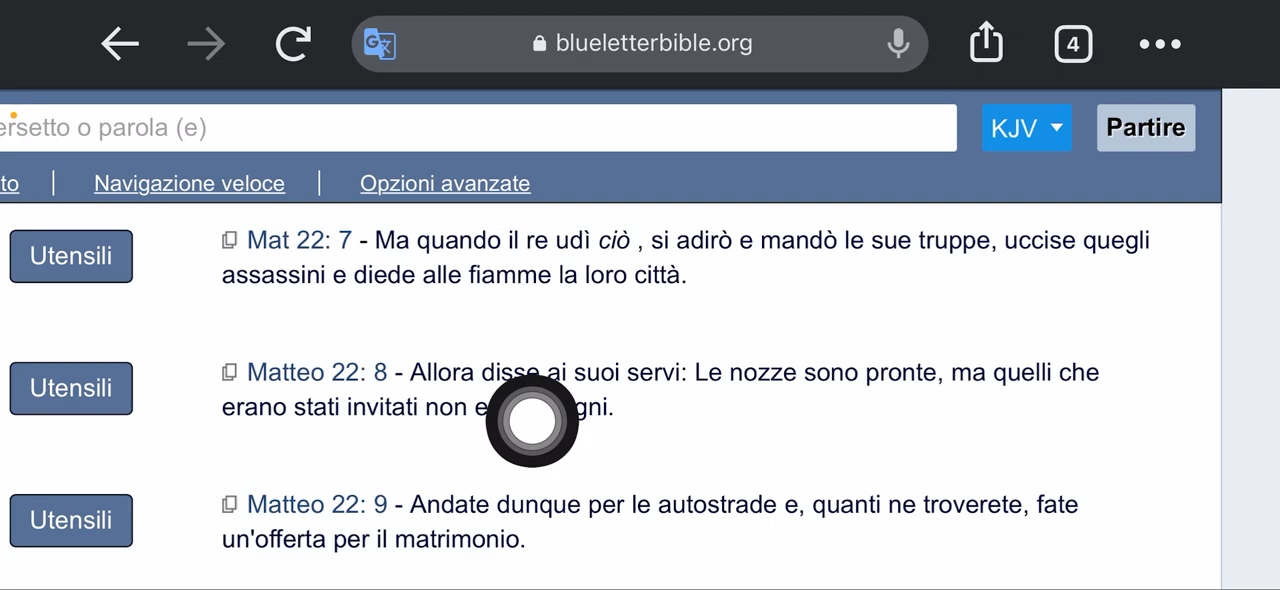 blueletterbible.org
4
ersetto o parola (e)
KJV
Partire
to | Navigazione veloce | Opzioni avanzate
Utensili
Mat 22: 7 - Ma quando il re udì ciò , si adirò e mandò le sue truppe, uccise quegli
assassini e diede alle fiamme la loro città.
Utensili
Matteo 22: 8 - Allora disse ai suoi servi: Le nozze sono pronte, ma quelli che
erano stati invitati non
Utensili
Matteo 22: 9 - Andate dunque per le autostrade e, quanti ne troverete, fate
un'offerta per il matrimonio.